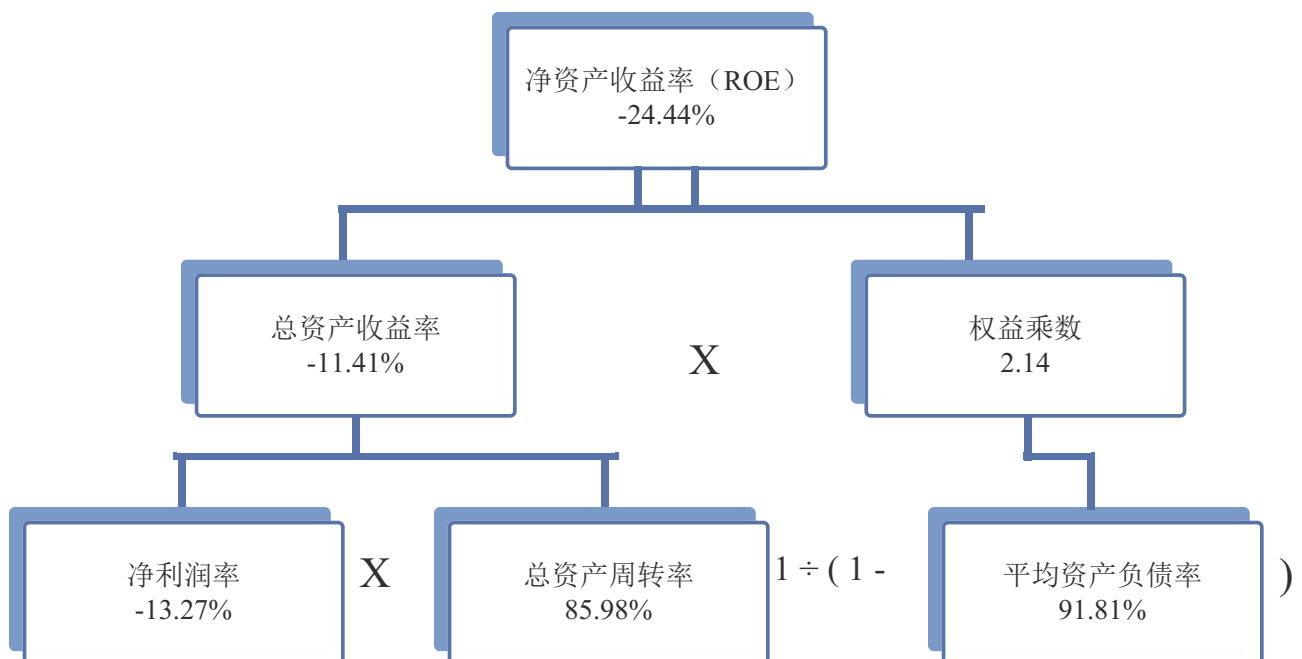 净资产收益率（ROE）
-24.44%
总资产收益率
-11.41%
X
权益乘数
2.14
净利润率
-13.27%
X
总资产周转率
85.98%
1 ÷ ( 1 -
平均资产负债率
91.81%
)